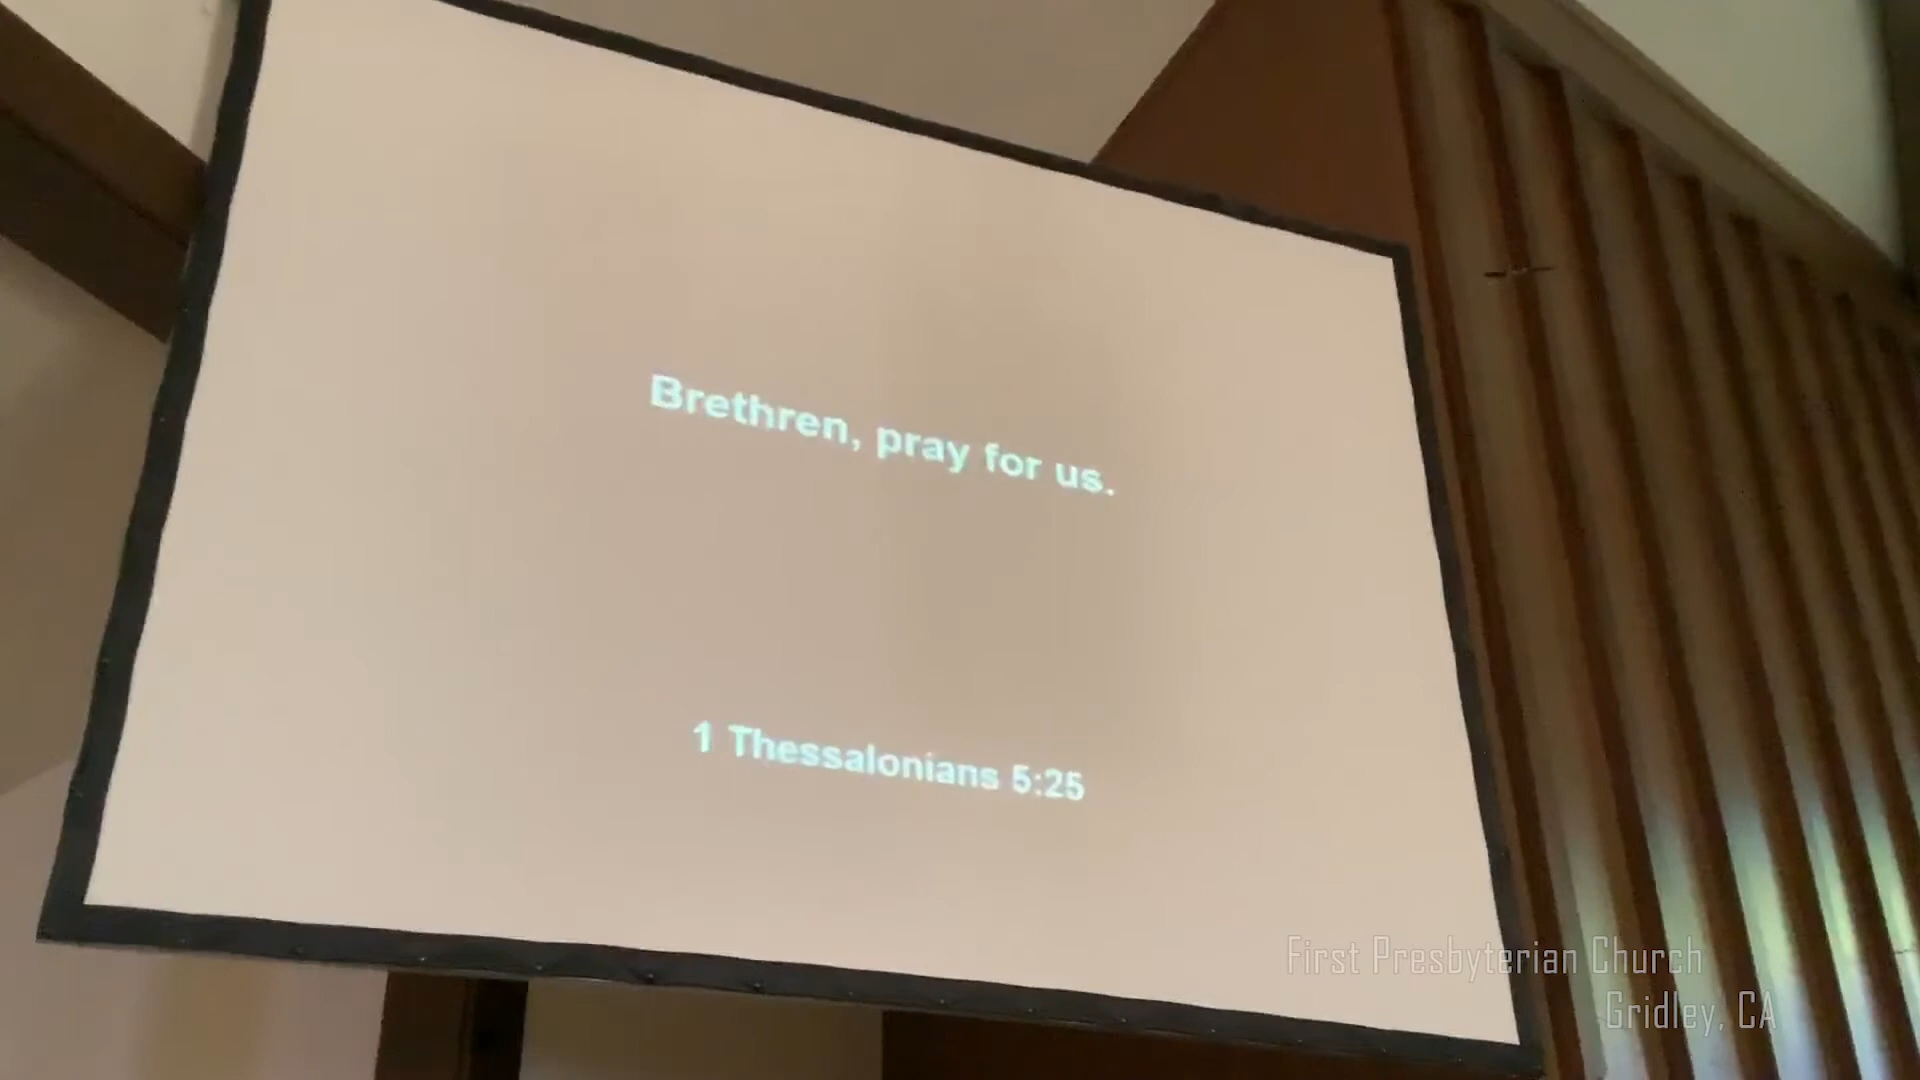 Brethren, pray for us.
1 Thessalonians 5:25
First Presbyterian Church
Gridley, CA